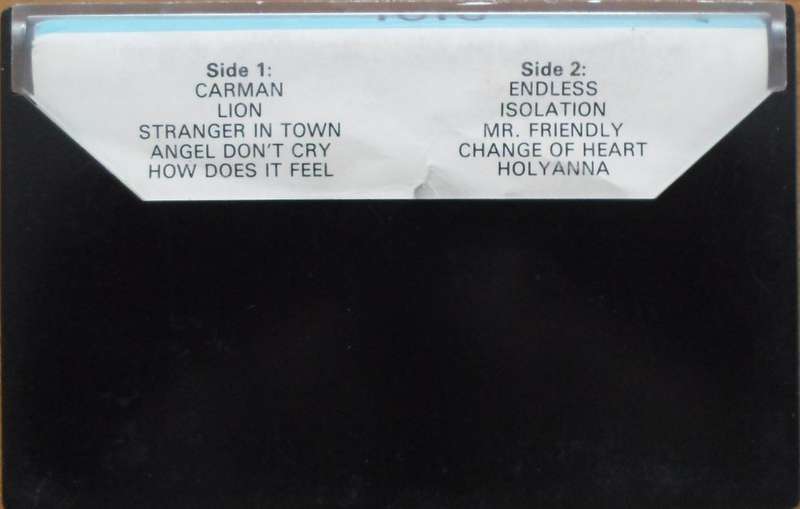 Side 1:
CARMAN
LION
STRANGER IN TOWN
ANGEL DON'T CRY
HOW DOES IT FEEL
Side 2:
ENDLESS
ISOLATION
MR. FRIENDLY
CHANGE OF HEART
HOLYANNA